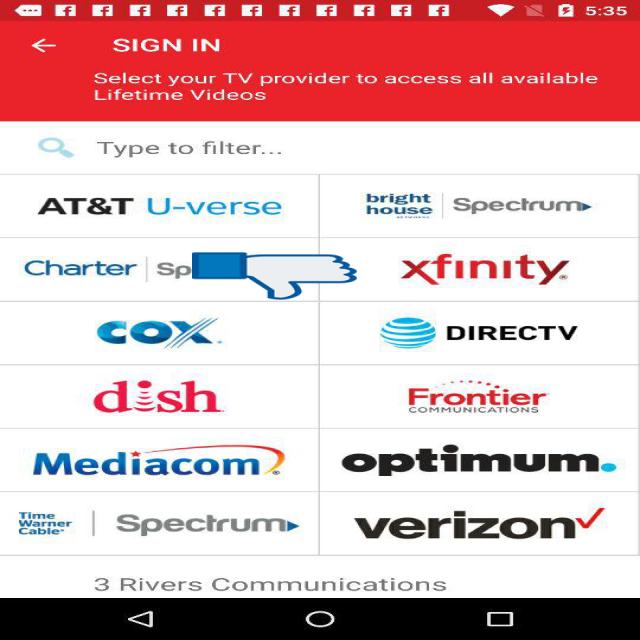 5:35
SIGN IN
Select your TV provider to access all available
Lifetime Videos
Type to filter...
AT&T U-verse
bright house Spectrum
Charter Sp
xfinity
cox
DIRECTV
dish
Frontier
COMMUNICATIONS
Mediacom
optimum.
Time Warner Cable Spectrum
verizon
3 Rivers Communications